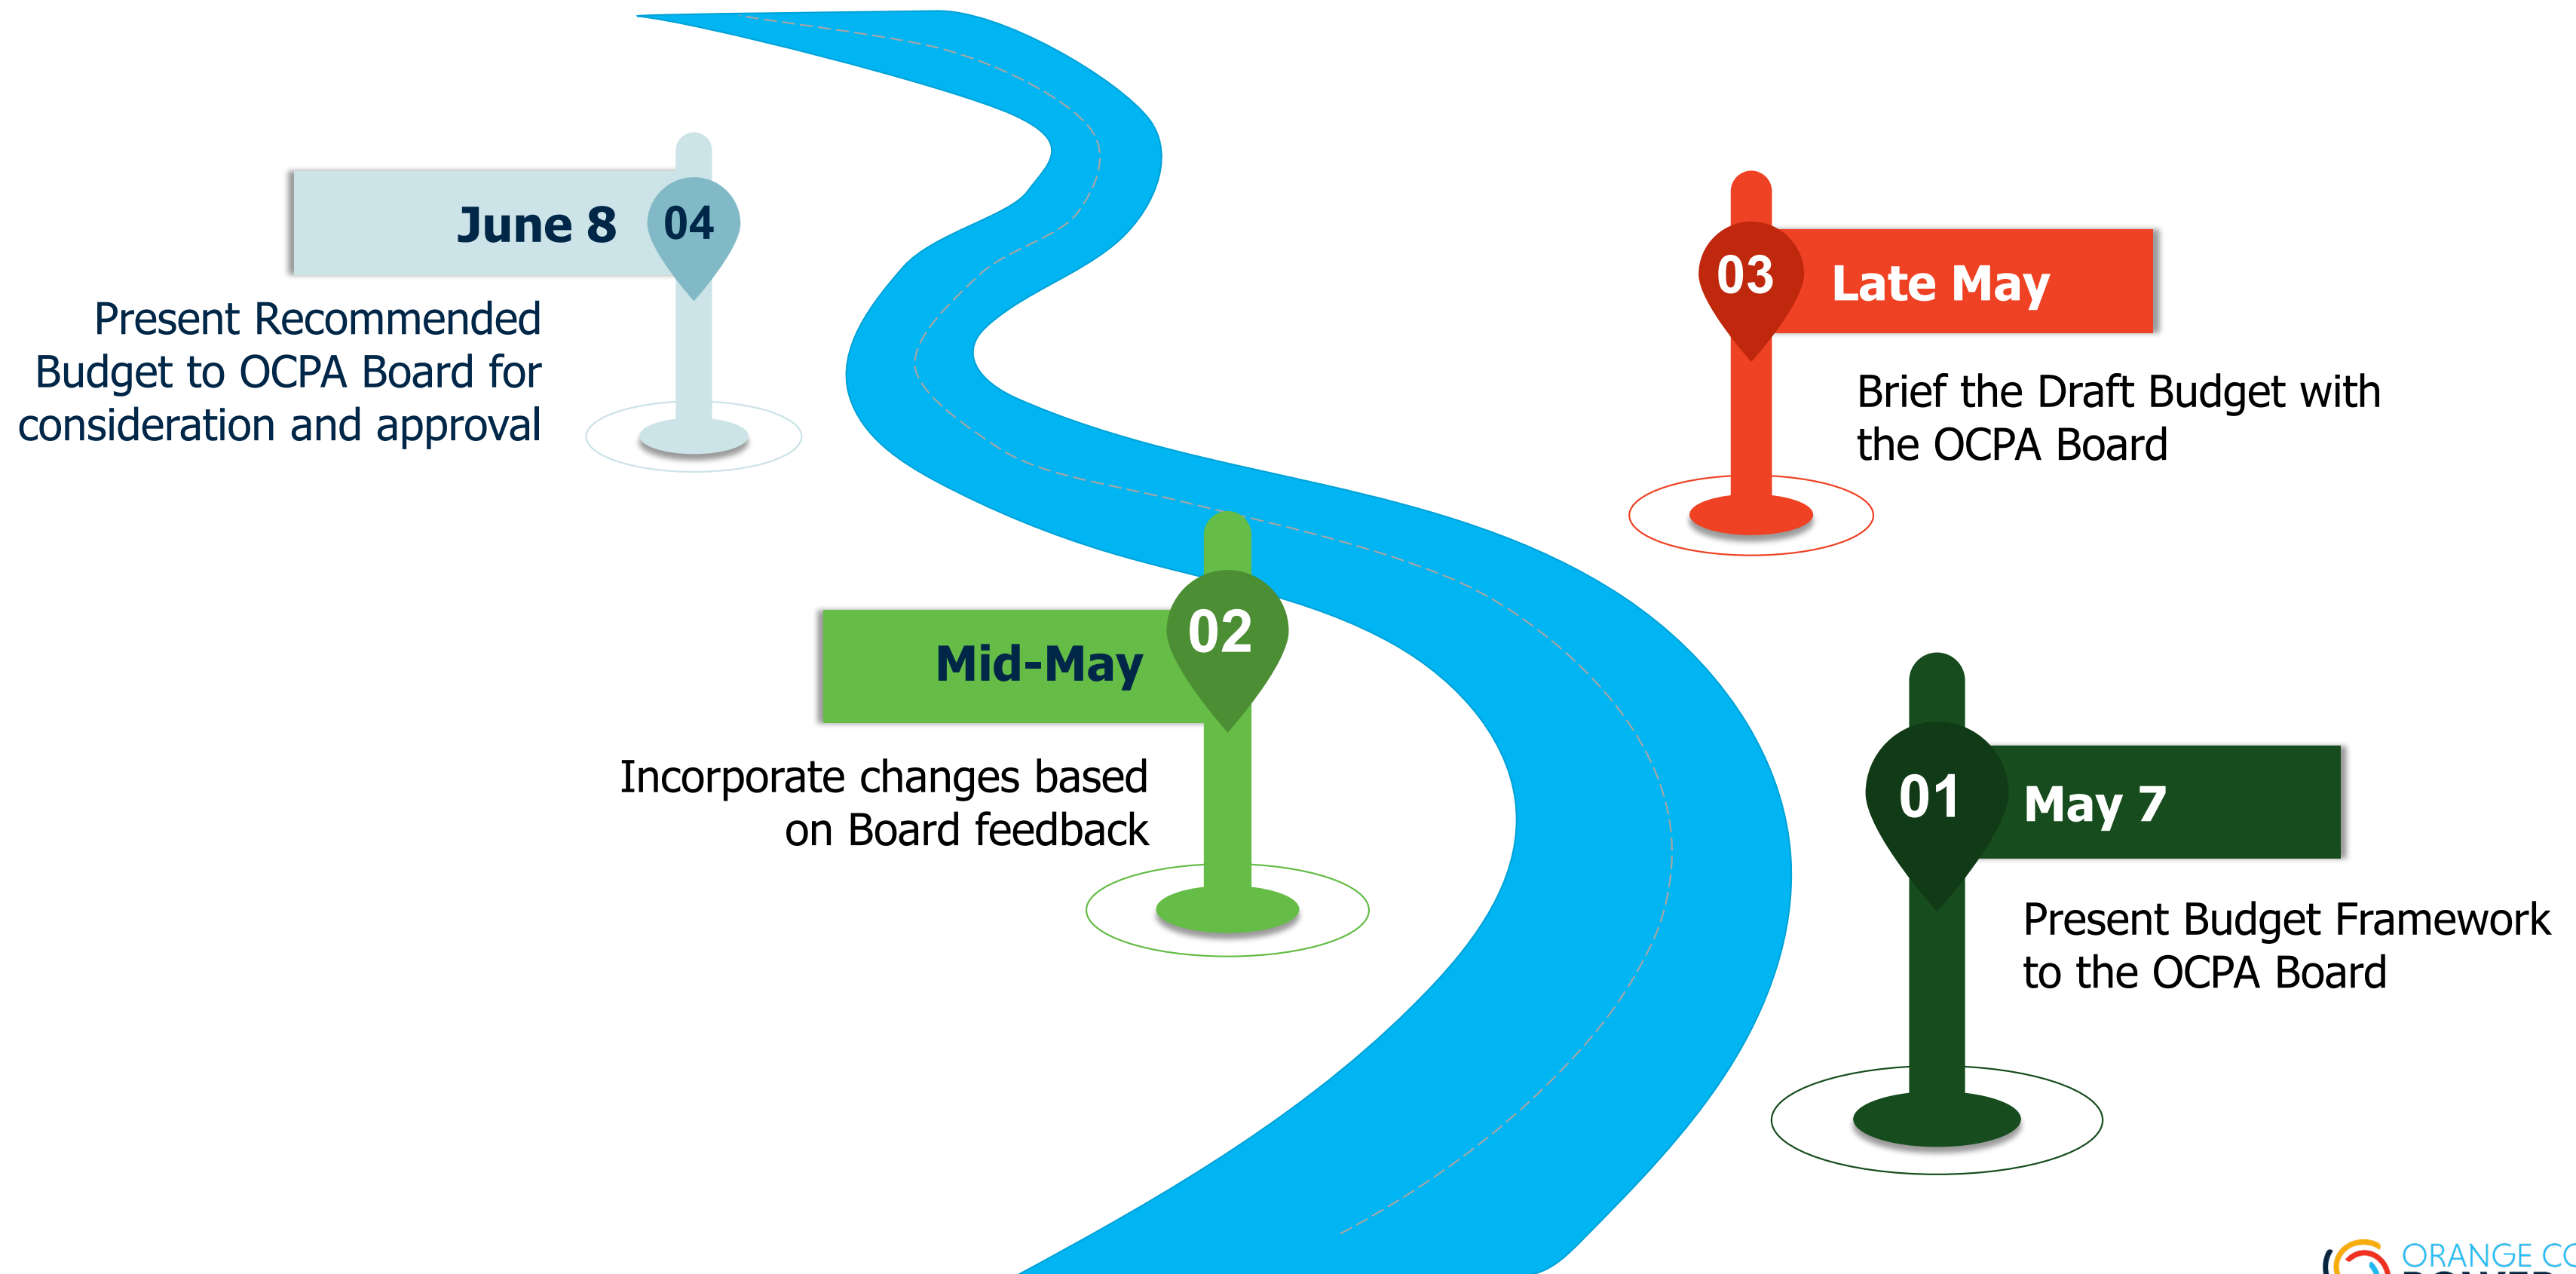 June 8
04
Present Recommended
Budget to OCPA Board for
consideration and approval
03
Late May
Brief the Draft Budget with
the OCPA Board
02
Mid-May
Incorporate changes based
on Board feedback
01
May 7
Present Budget Framework
to the OCPA Board
ORANGE